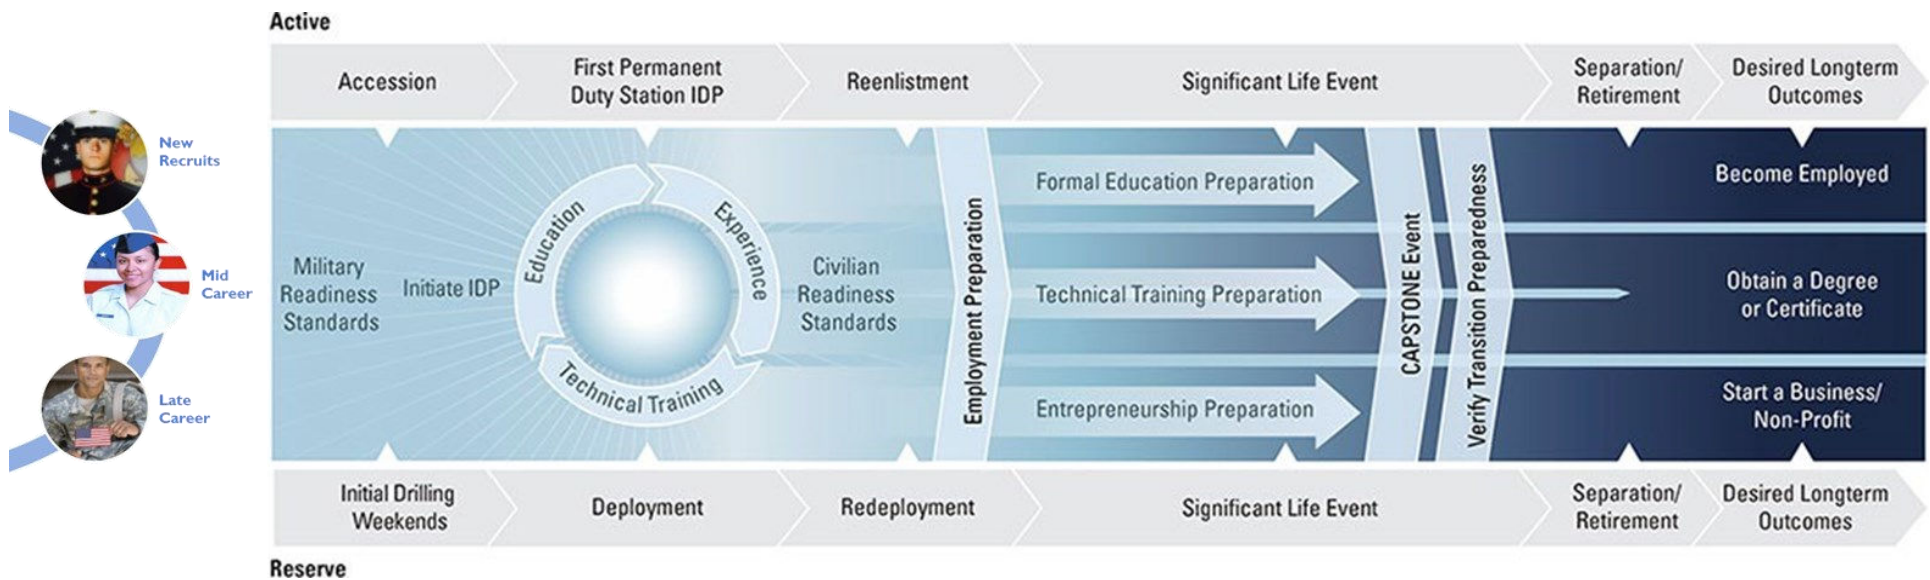 Active
Accession
First Permanent
Duty Station IDP
Reenlistment
Significant Life Event
Separation/
Retirement
Desired Longterm
Outcomes
New
Recruits
Mid
Career
Late
Career
Military
Readiness
Standards
Initiate IDP
Education
Experience
Technical Training
Civilian
Readiness
Standards
Employment Preparation
Formal Education Preparation
Technical Training Preparation
Entrepreneurship Preparation
CAPSTONE Event
Verify Transition Preparedness
Become Employed
Obtain a Degree
or Certificate
Start a Business/
Non-Profit
Initial Drilling
Weekends
Deployment
Redeployment
Significant Life Event
Separation/
Retirement
Desired Longterm
Outcomes
Reserve